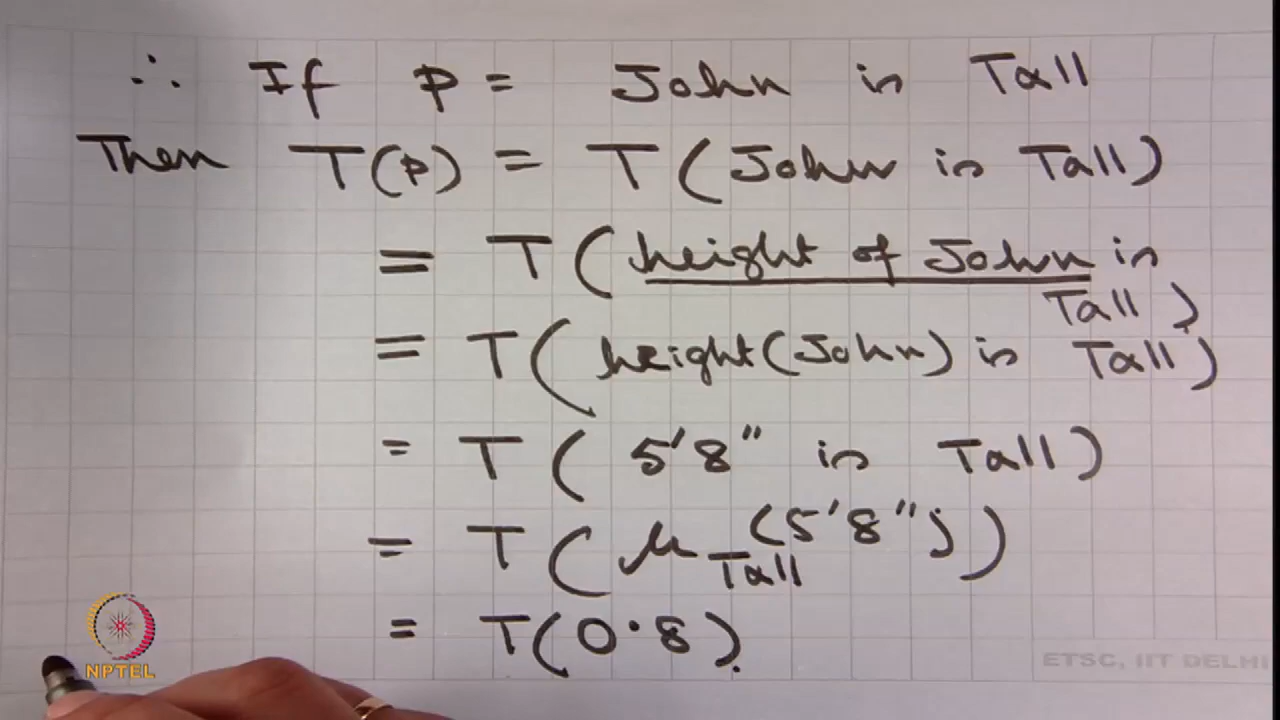 ∴ If p = John is Tall
Then T(p) = T(John is Tall)
= T(height of John is
Tall)
= T(height(John) is Tall)
= T(5'8" is Tall)
= T(μ_Tall(5'8"))
= T(0.8).
NPTEL
ETSC, IIT DELHI